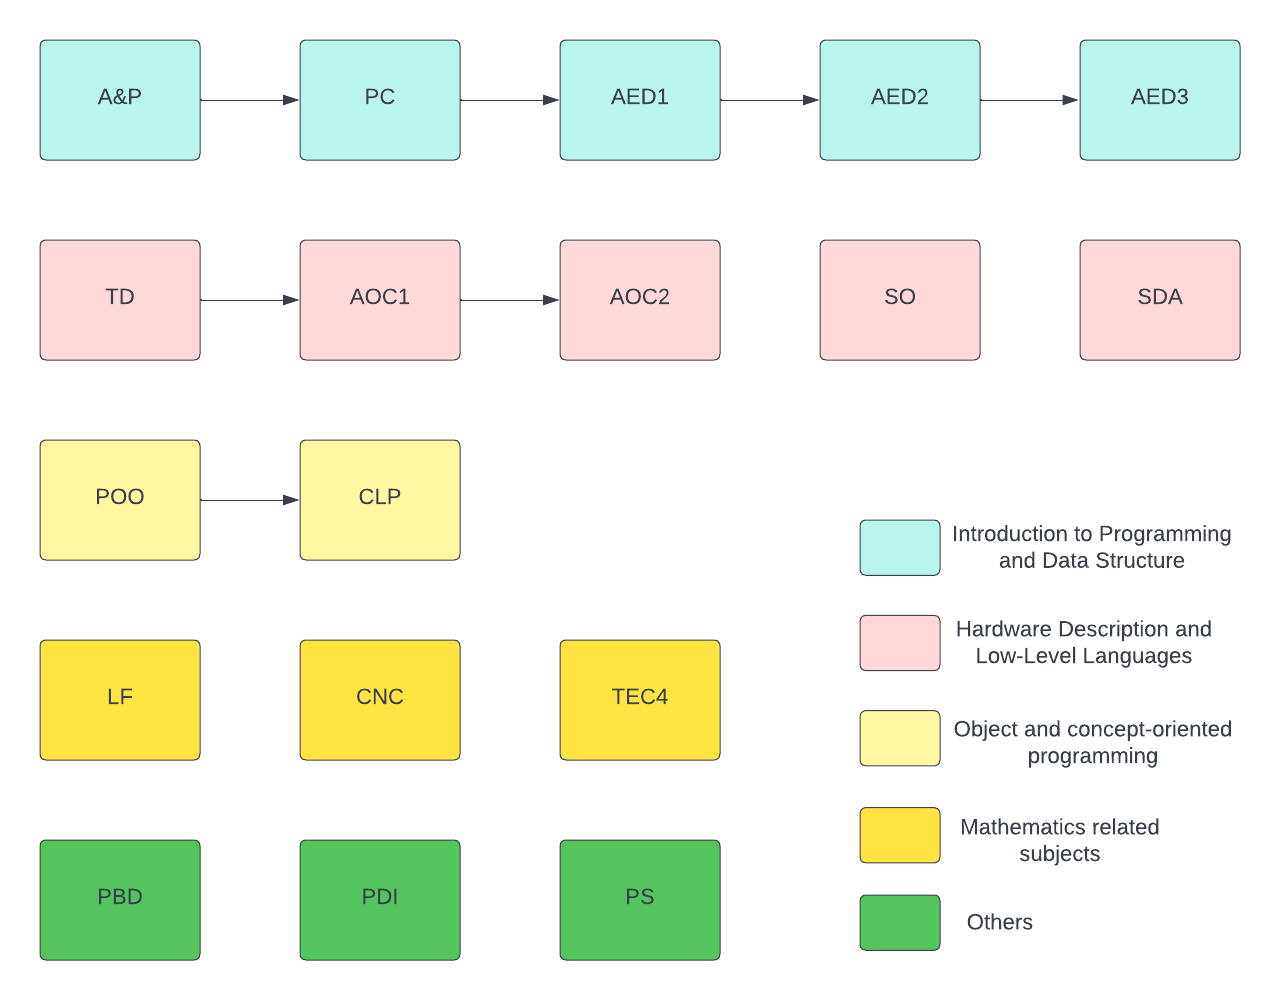 A&P
PC
AED1
AED2
AED3
TD
AOC1
AOC2
SO
SDA
POO
CLP
LF
CNC
TEC4
PBD
PDI
PS
Introduction to Programming
and Data Structure
Hardware Description and
Low-Level Languages
Object and concept-oriented
programming
Mathematics related
subjects
Others